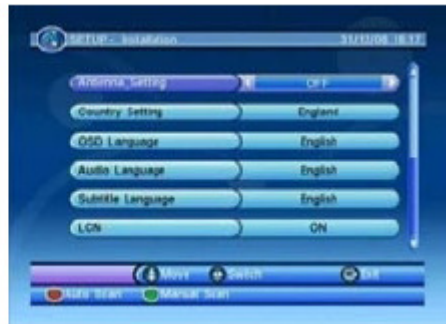 SETUP - Installation 31/12/06 18:17
Antenna Setting OFF
Country Setting England
OSD Language English
Audio Language English
Subtitle Language English
LCN ON
Move Switch Exit
Auto Scan Manual Scan